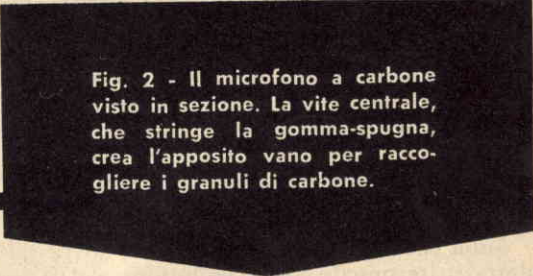 Fig. 2 - Il microfono a carbone
visto in sezione. La vite centrale,
che stringe la gomma-spugna,
crea l'apposito vano per racco-
gliere i granuli di carbone.